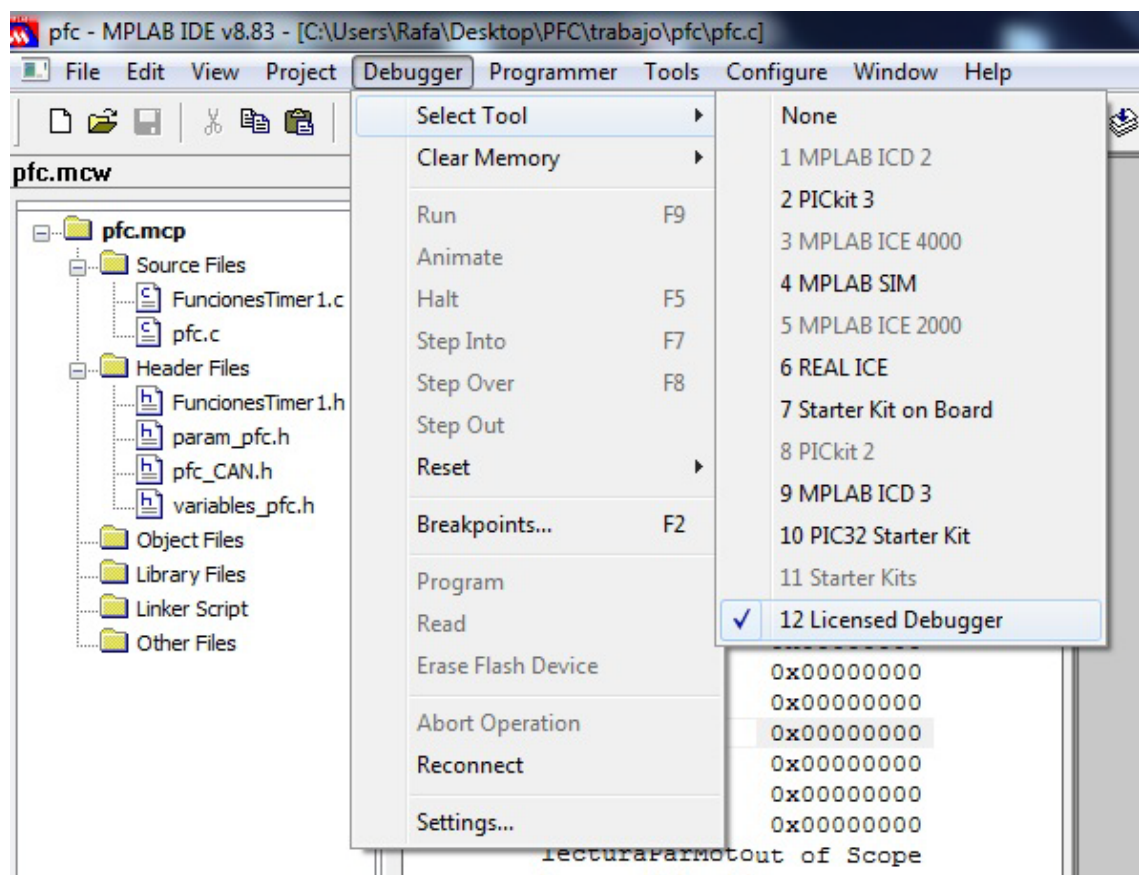 pfc - MPLAB IDE v8.83 - [C:\Users\Rafa\Desktop\PFC\trabajo\pfc\pfc.c]
File Edit View Project Debugger Programmer Tools Configure Window Help
pfc.mcw
pfc.mcp
Source Files
FuncionesTimer1.c
pfc.c
Header Files
FuncionesTimer1.h
param_pfc.h
pfc_CAN.h
variables_pfc.h
Object Files
Library Files
Linker Script
Other Files
Select Tool
Clear Memory
Run F9
Animate
Halt F5
Step Into F7
Step Over F8
Step Out
Reset
Breakpoints... F2
Program
Read
Erase Flash Device
Abort Operation
Reconnect
Settings...
None
1 MPLAB ICD 2
2 PICkit 3
3 MPLAB ICE 4000
4 MPLAB SIM
5 MPLAB ICE 2000
6 REAL ICE
7 Starter Kit on Board
8 PICkit 2
9 MPLAB ICD 3
10 PIC32 Starter Kit
11 Starter Kits
12 Licensed Debugger
0x00000000
0x00000000
0x00000000
0x00000000
0x00000000
0x00000000
lecturaParMotout of Scope